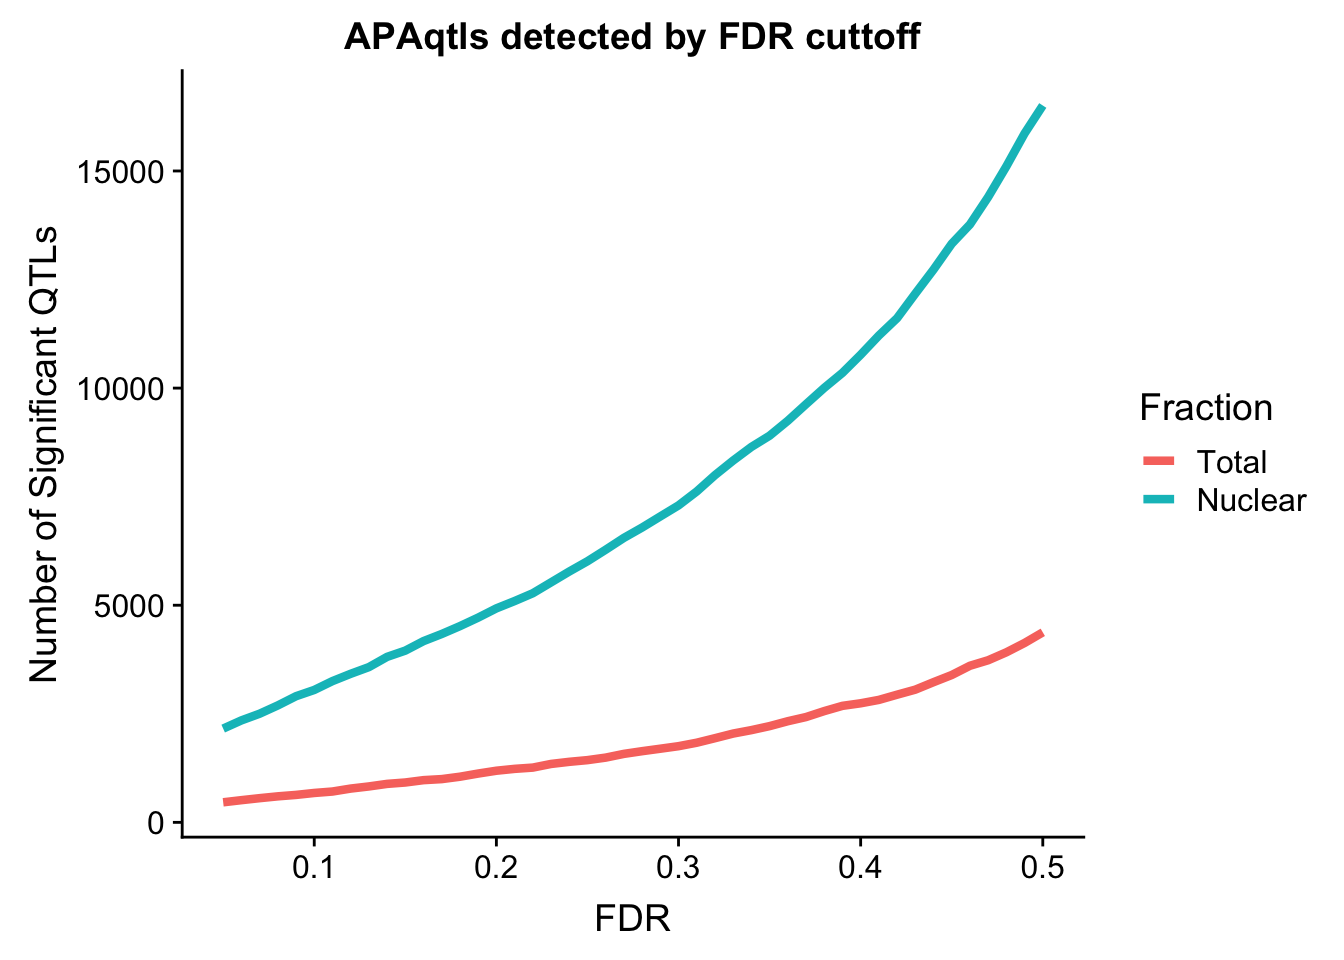 APAqtls detected by FDR cuttoff
Number of Significant QTLs
15000
10000
5000
0
0.1
0.2
0.3
0.4
0.5
FDR
Fraction
Total
Nuclear